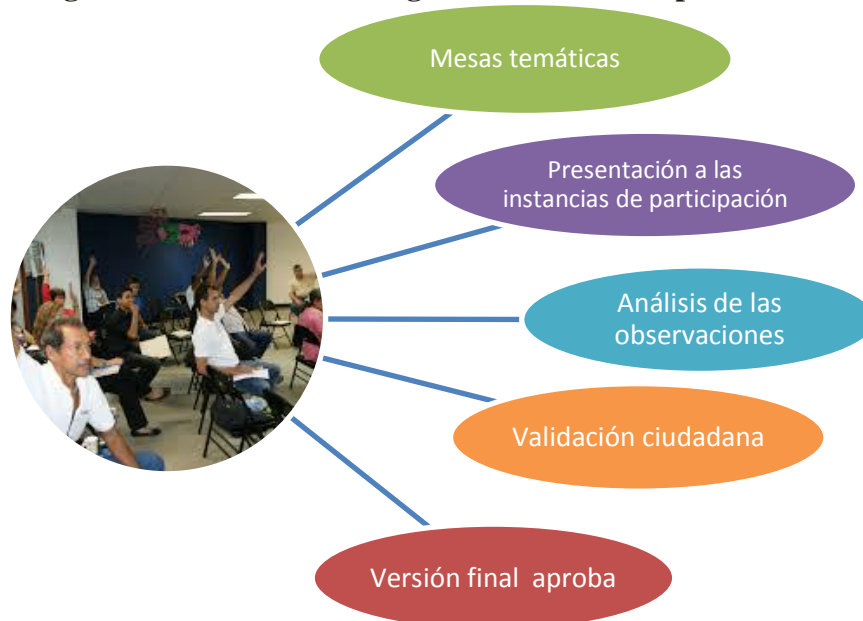 Mesas temáticas
Presentación a las
instancias de participación
Análisis de las
observaciones
Validación ciudadana
Versión final aproba